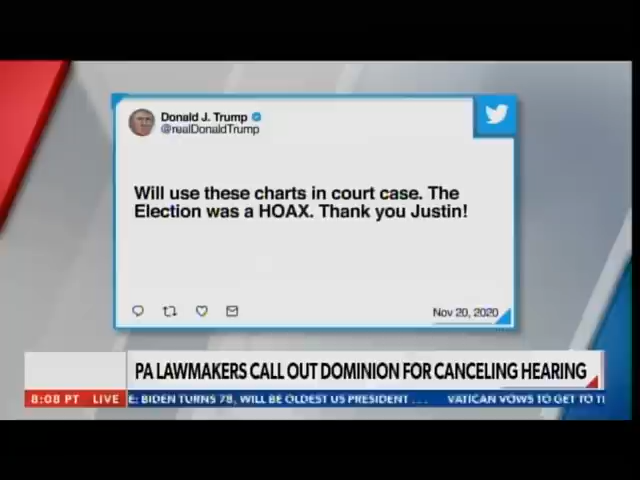 Donald J. Trump
@realDonaldTrump
Will use these charts in court case. The
Election was a HOAX. Thank you Justin!
Nov 20, 2020
PA LAWMAKERS CALL OUT DOMINION FOR CANCELING HEARING
8:08 PT LIVE E: BIDEN TURNS 78, WILL BE OLDEST US PRESIDENT ... VATICAN VOWS TO GET TO